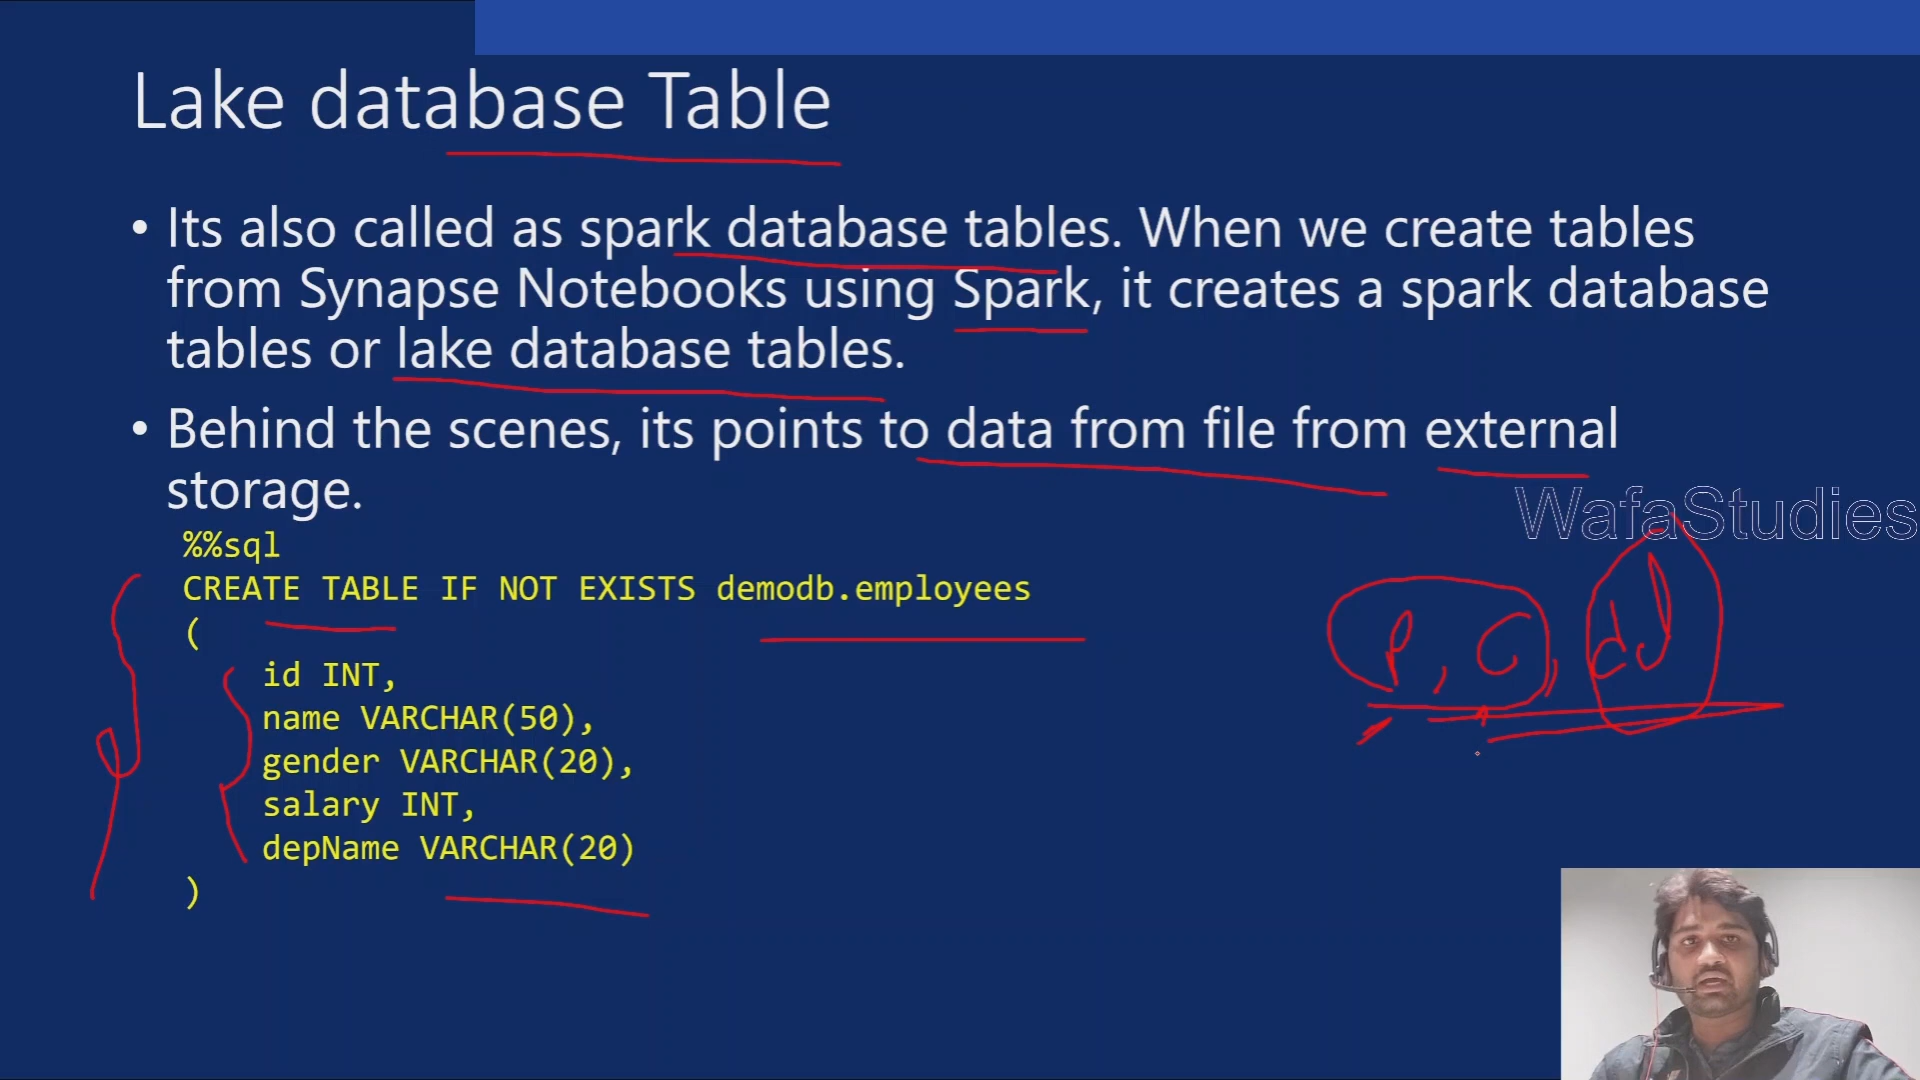 Lake database Table
• Its also called as spark database tables. When we create tables
from Synapse Notebooks using Spark, it creates a spark database
tables or lake database tables.
• Behind the scenes, its points to data from file from external
storage.
WafaStudies
%%sql
CREATE TABLE IF NOT EXISTS demodb.employees
(
id INT,
name VARCHAR(50),
gender VARCHAR(20),
salary INT,
depName VARCHAR(20)
)
P, C, dl